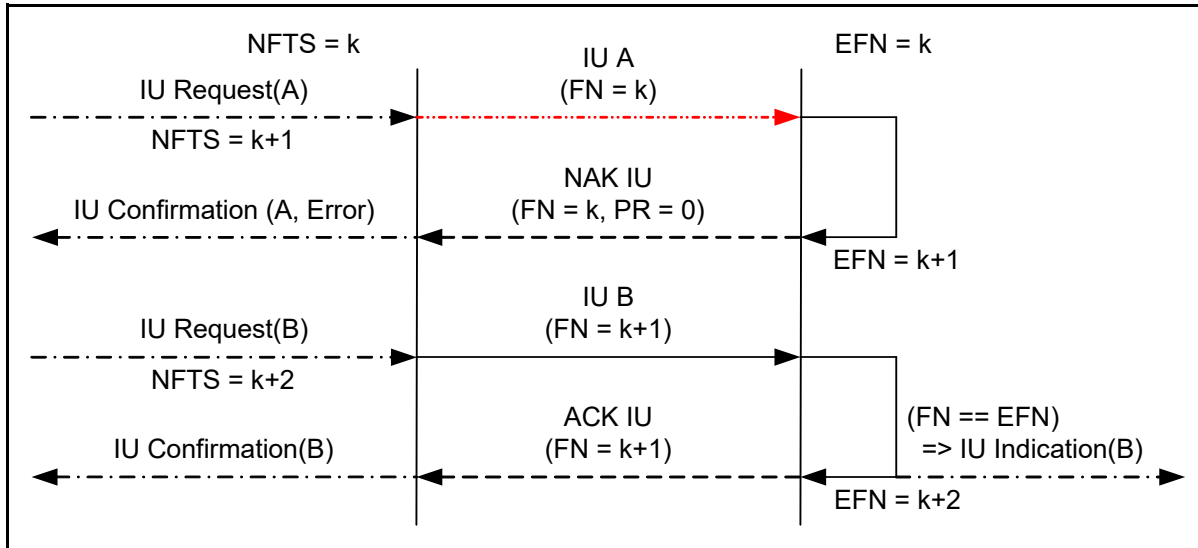 NFTS = k
EFN = k
IU Request(A)
IU A
(FN = k)
NFTS = k+1
IU Confirmation (A, Error)
NAK IU
(FN = k, PR = 0)
EFN = k+1
IU Request(B)
IU B
(FN = k+1)
NFTS = k+2
IU Confirmation(B)
ACK IU
(FN = k+1)
(FN == EFN)
=> IU Indication(B)
EFN = k+2